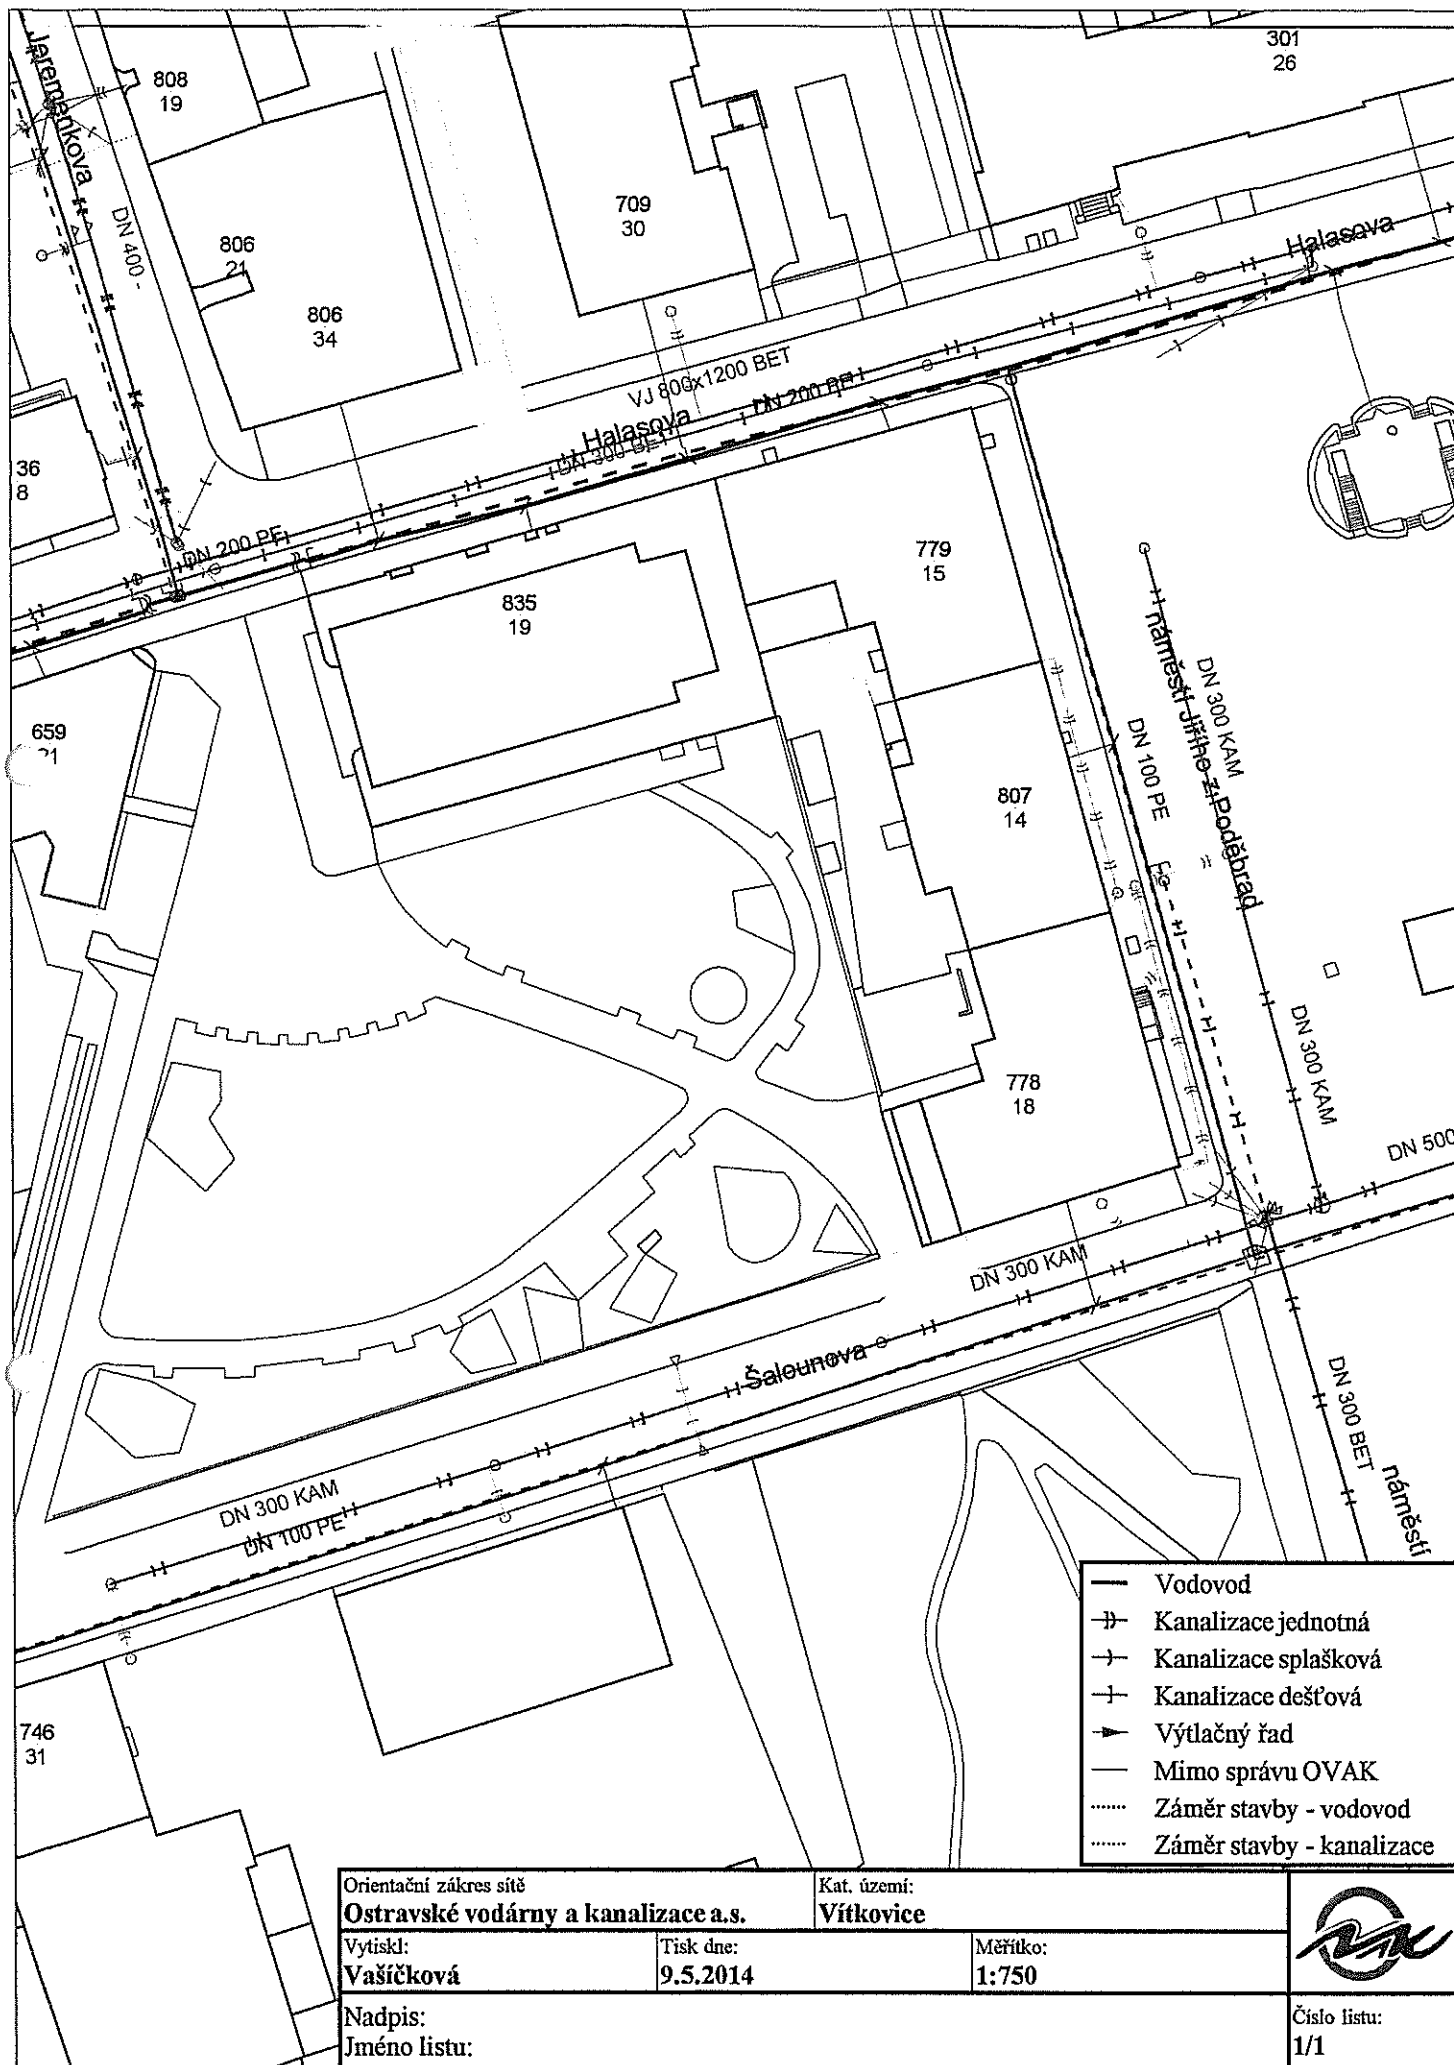 Jeremenkova
808
19
301
26
709
30
DN 400 -
806
21
806
34
Halasova
VJ 800x1200 BET
DN 200 PE
Halasova
DN 300 BET
36
8
DN 200 PE
779
15
835
19
náměstí Jiřího z Poděbrad
DN 300 KAM
659
DN 100 PE
807
14
DN 300 KAM
778
18
DN 500
DN 300 KAM
Šalounova
DN 300 BET
náměstí
DN 300 KAM
DN 100 PE
746
31
Vodovod
Kanalizace jednotná
Kanalizace splašková
Kanalizace dešťová
Výtlačný řad
Mimo správu OVAK
Záměr stavby - vodovod
Záměr stavby - kanalizace
Orientační zákres sítě
Ostravské vodárny a kanalizace a.s.
Kat. území:
Vítkovice
Vytiskl:
Vašíčková
Tisk dne:
9.5.2014
Měřítko:
1:750
Nadpis:
Jméno listu:
Číslo listu:
1/1